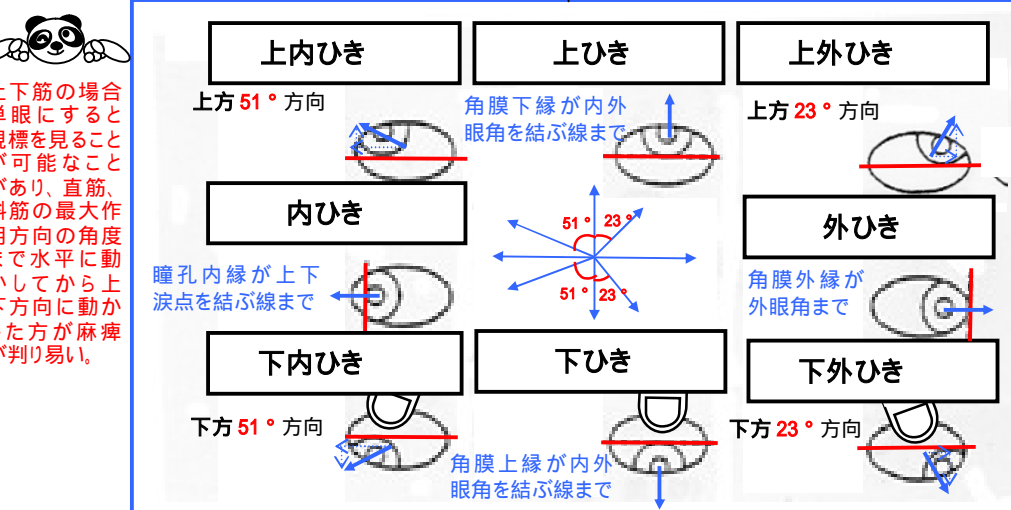 上下筋の場合
単眼にすると
視標を見ること
が可能なこと
があり、直筋、
斜筋の最大作
用方向の角度
まで水平に動
かしてから上
下方向に動か
した方が麻痺
が判り易い。
上内ひき
上ひき
上外ひき
上方 51 ° 方向
角膜下縁が内外
眼角を結ぶ線まで
上方 23 ° 方向
内ひき
51 °
23 °
外ひき
瞳孔内縁が上下
涙点を結ぶ線まで
51 °
23 °
角膜外縁が
外眼角まで
下内ひき
下ひき
下外ひき
下方 51 ° 方向
角膜上縁が内外
眼角を結ぶ線まで
下方 23 ° 方向